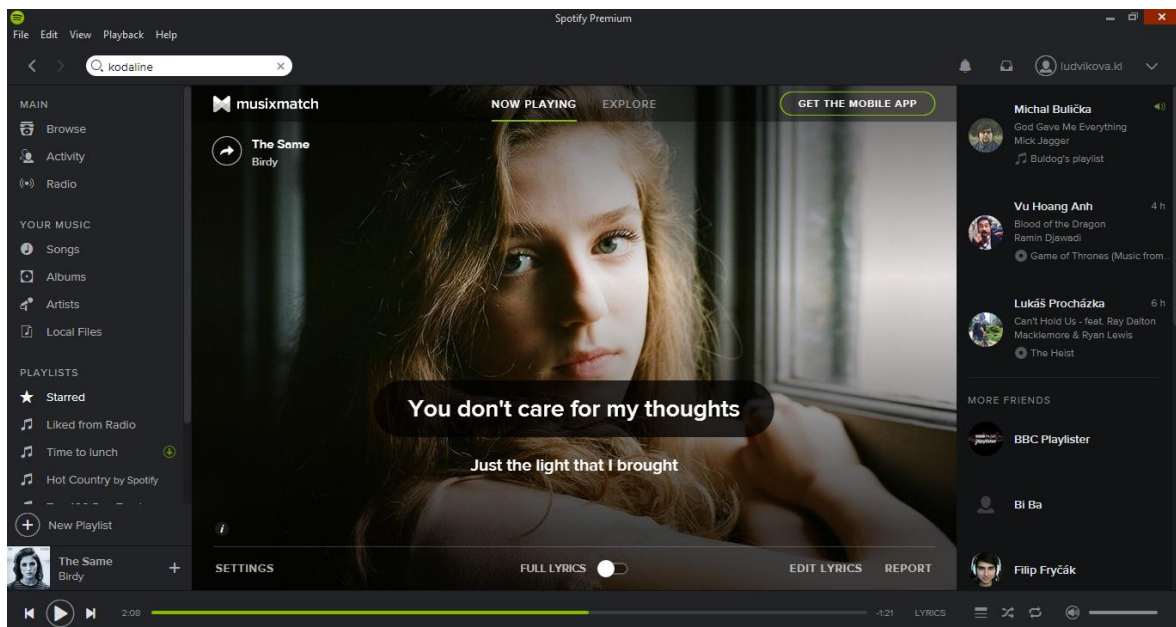 Spotify Premium
File Edit View Playback Help
kodaline
ludvikova.kl
MAIN
Browse
Activity
Radio
YOUR MUSIC
Songs
Albums
Artists
Local Files
PLAYLISTS
Starred
Liked from Radio
Time to lunch
Hot Country by Spotify
New Playlist
The Same
Birdy
musixmatch
NOW PLAYING EXPLORE
GET THE MOBILE APP
The Same
Birdy
You don't care for my thoughts
Just the light that I brought
SETTINGS
FULL LYRICS
EDIT LYRICS REPORT
Michal Bulička
God Gave Me Everything
Mick Jagger
Buldog's playlist
Vu Hoang Anh 4 h
Blood of the Dragon
Ramin Djawadi
Game of Thrones (Music from...
Lukáš Procházka 6 h
Can't Hold Us - feat. Ray Dalton
Macklemore & Ryan Lewis
The Heist
MORE FRIENDS
BBC Playlister
Bi Ba
Filip Fryčák
2:08
-1:21
LYRICS